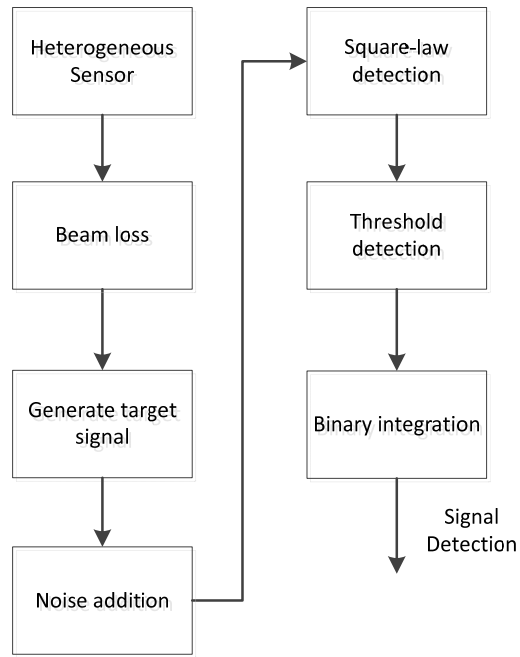 Heterogeneous
Sensor
Beam loss
Generate target
signal
Noise addition
Square-law
detection
Threshold
detection
Binary integration
Signal
Detection